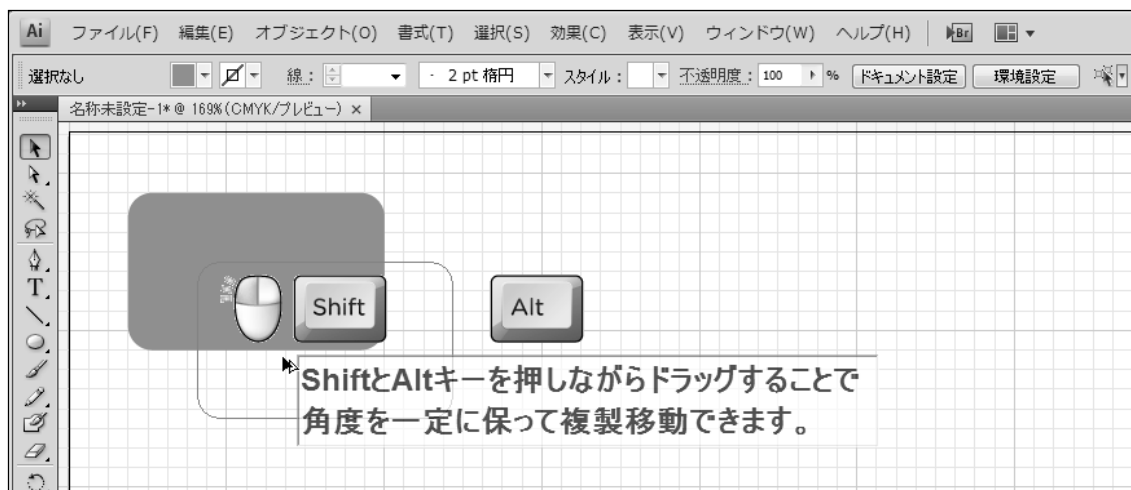 Ai ファイル(F) 編集(E) オブジェクト(O) 書式(T) 選択(S) 効果(C) 表示(V) ウィンドウ(W) ヘルプ(H) Br
選択なし 線： 2 pt 楕円 スタイル： 不透明度：100 % ドキュメント設定 環境設定
名称未設定-1* @ 169% (CMYK/プレビュー) ×
T
Shift Alt
ShiftとAltキーを押しながらドラッグすることで
角度を一定に保って複製移動できます。